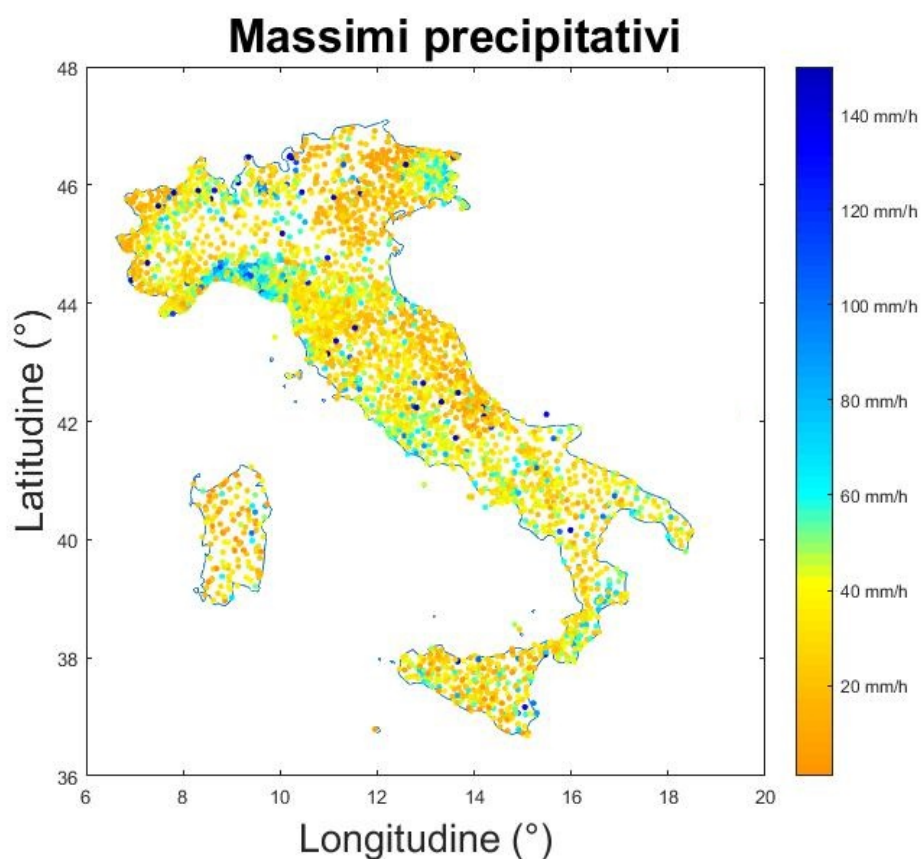 Massimi precipitativi
48
46
44
42
40
38
36
Latitudine (°)
6
8
10
12
14
16
18
20
Longitudine (°)
140 mm/h
120 mm/h
100 mm/h
80 mm/h
60 mm/h
40 mm/h
20 mm/h